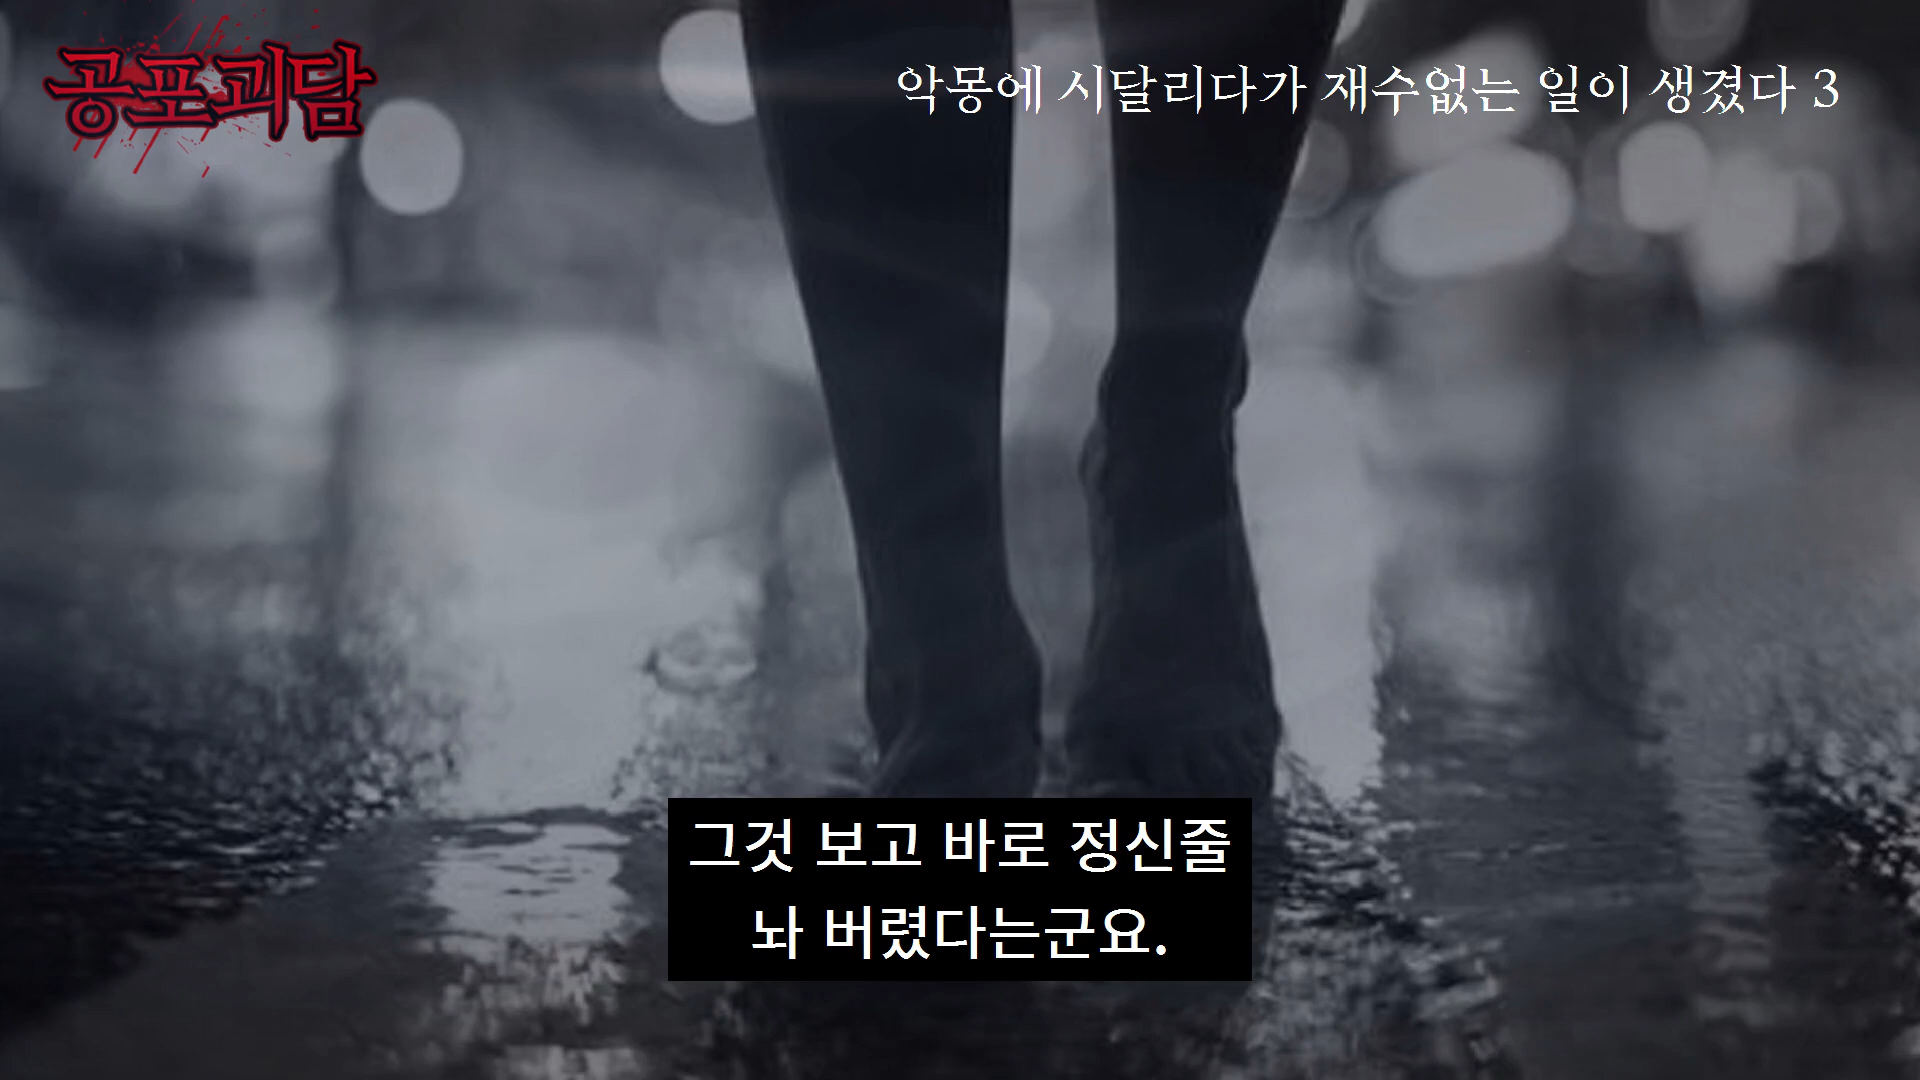 공포괴담
악몽에 시달리다가 재수없는 일이 생겼다 3
그것 보고 바로 정신줄
놔 버렸다는군요.